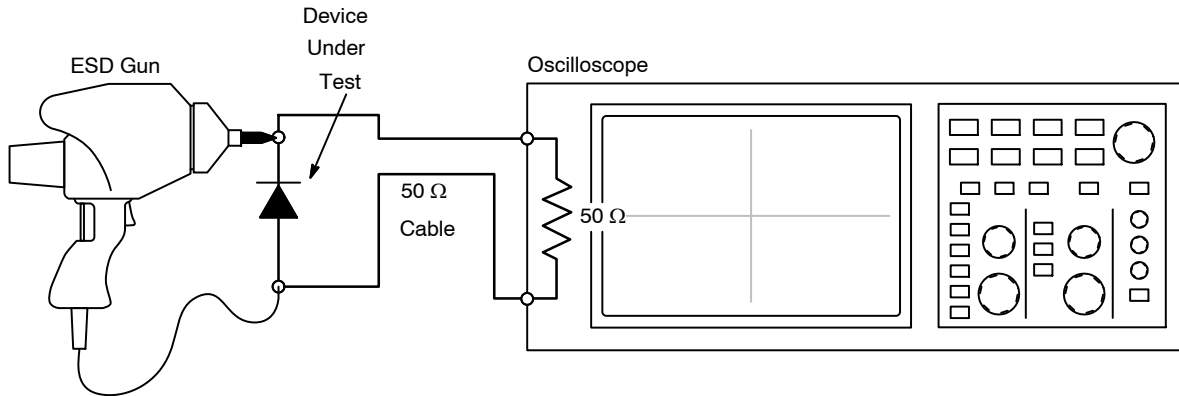 Device
Under
Test
ESD Gun
Oscilloscope
50 Ω
Cable
50 Ω